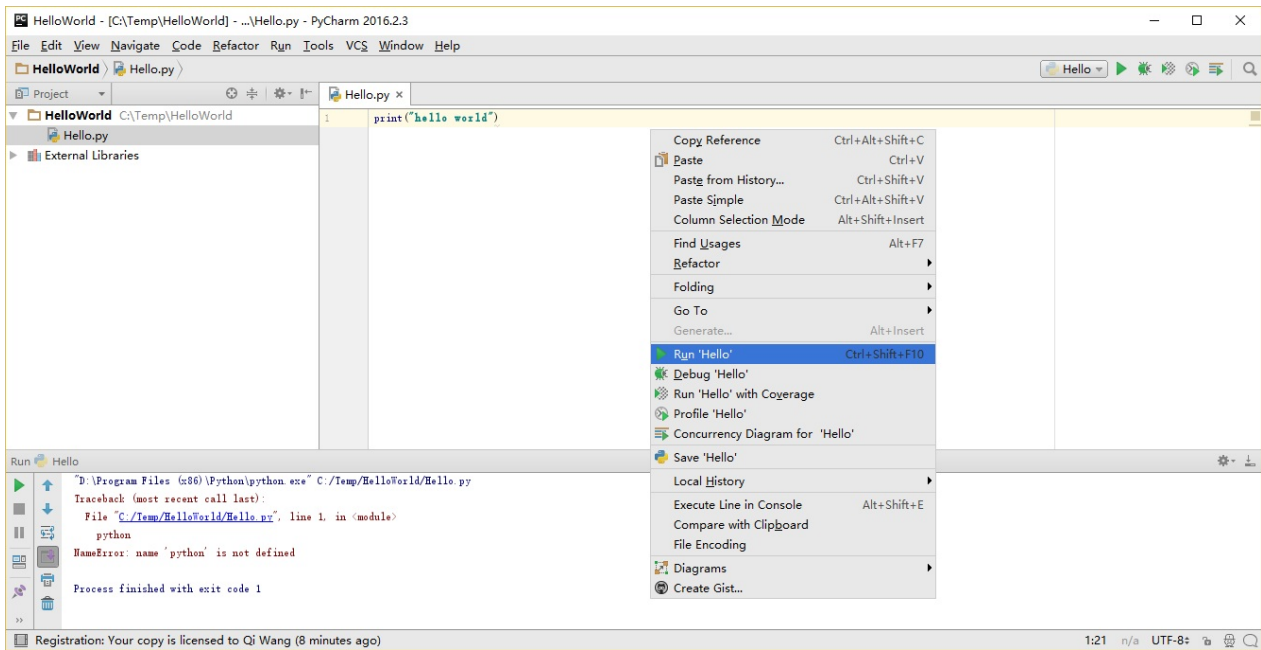 HelloWorld - [C:\Temp\HelloWorld] - ...\Hello.py - PyCharm 2016.2.3
File Edit View Navigate Code Refactor Run Tools VCS Window Help
HelloWorld Hello.py
Hello
Project
Hello.py
HelloWorld C:\Temp\HelloWorld
Hello.py
External Libraries
1 print("hello world")
Copy Reference Ctrl+Alt+Shift+C
Paste Ctrl+V
Paste from History... Ctrl+Shift+V
Paste Simple Ctrl+Alt+Shift+V
Column Selection Mode Alt+Shift+Insert
Find Usages Alt+F7
Refactor
Folding
Go To
Generate... Alt+Insert
Run 'Hello' Ctrl+Shift+F10
Debug 'Hello'
Run 'Hello' with Coverage
Profile 'Hello'
Concurrency Diagram for 'Hello'
Save 'Hello'
Local History
Execute Line in Console Alt+Shift+E
Compare with Clipboard
File Encoding
Diagrams
Create Gist...
Run Hello
"D:\Program Files (x86)\Python\python.exe" C:/Temp/HelloWorld/Hello.py
Traceback (most recent call last):
File "C:/Temp/HelloWorld/Hello.py", line 1, in <module>
python
NameError: name 'python' is not defined
Process finished with exit code 1
Registration: Your copy is licensed to Qi Wang (8 minutes ago)
1:21 n/a UTF-8